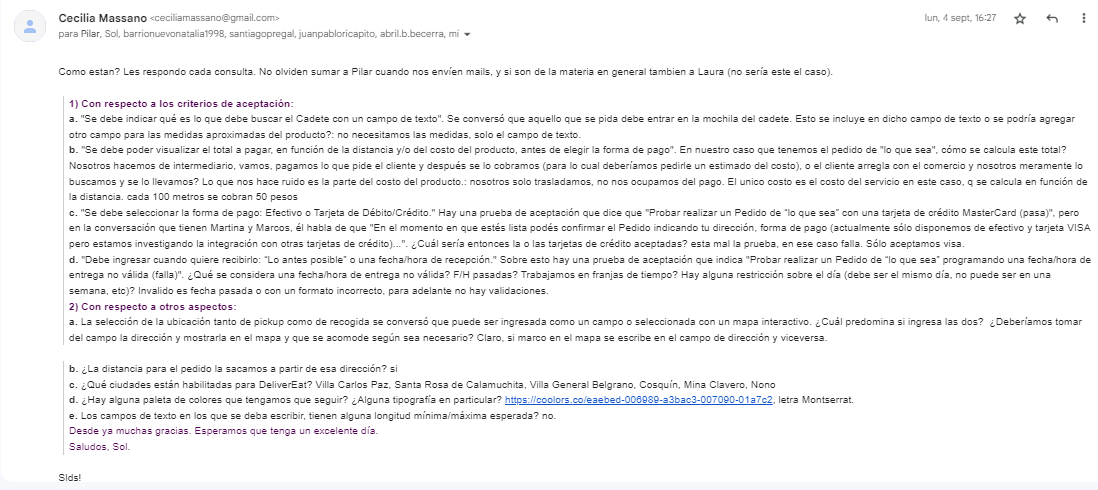 Cecilia Massano <ceciliamassano@gmail.com>
lun, 4 sept, 16:27
para Pilar, Sol, barrionuevonatalia1998, santiagopregal, juanpabloricapito, abril.b.becerra, mí
Como estan? Les respondo cada consulta. No olviden sumar a Pilar cuando nos envíen mails, y si son de la materia en general tambien a Laura (no sería este el caso).
1) Con respecto a los criterios de aceptación:
a. "Se debe indicar qué es lo que debe buscar el Cadete con un campo de texto". Se conversó que aquello que se pida debe entrar en la mochila del cadete. Esto se incluye en dicho campo de texto o se podría agregar
otro campo para las medidas aproximadas del producto?: no necesitamos las medidas, solo el campo de texto.
b. "Se debe poder visualizar el total a pagar, en función de la distancia y/o del costo del producto, antes de elegir la forma de pago". En nuestro caso que tenemos el pedido de "lo que sea", cómo se calcula este total?
Nosotros hacemos de intermediario, vamos, pagamos lo que pide el cliente y después se lo cobramos (para lo cual deberíamos pedirle un estimado del costo), o el cliente arregla con el comercio y nosotros meramente lo
buscamos y se lo llevamos? Lo que nos hace ruido es la parte del costo del producto.: nosotros solo trasladamos, no nos ocupamos del pago. El unico costo es el costo del servicio en este caso, q se calcula en función de
la distancia. cada 100 metros se cobran 50 pesos
c. "Se debe seleccionar la forma de pago: Efectivo o Tarjeta de Débito/Crédito." Hay una prueba de aceptación que dice que "Probar realizar un Pedido de "lo que sea" con una tarjeta de crédito MasterCard (pasa)", pero
en la conversación que tienen Martina y Marcos, él habla de que "En el momento en que estés lista podés confirmar el Pedido indicando tu dirección, forma de pago (actualmente sólo disponemos de efectivo y tarjeta VISA
pero estamos investigando la integración con otras tarjetas de crédito)...". ¿Cuál sería entonces la o las tarjetas de crédito aceptadas? esta mal la prueba, en ese caso falla. Sólo aceptamos visa.
d. "Debe ingresar cuando quiere recibirlo: "Lo antes posible" o una fecha/hora de recepción." Sobre esto hay una prueba de aceptación que indica "Probar realizar un Pedido de "lo que sea" programando una fecha/hora de
entrega no válida (falla)". ¿Qué se considera una fecha/hora de entrega no válida? F/H pasadas? Trabajamos en franjas de tiempo? Hay alguna restricción sobre el día (debe ser el mismo día, no puede ser en una
semana, etc)? Invalido es fecha pasada o con un formato incorrecto, para adelante no hay validaciones.
2) Con respecto a otros aspectos:
a. La selección de la ubicación tanto de pickup como de recogida se conversó que puede ser ingresada como un campo o seleccionada con un mapa interactivo. ¿Cuál predomina si ingresa las dos? ¿Deberíamos tomar
del campo la dirección y mostrarla en el mapa y que se acomode según sea necesario? Claro, si marco en el mapa se escribe en el campo de dirección y viceversa.
b. ¿La distancia para el pedido la sacamos a partir de esa dirección? si
c. ¿Qué ciudades están habilitadas para DeliverEat? Villa Carlos Paz, Santa Rosa de Calamuchita, Villa General Belgrano, Cosquín, Mina Clavero, Nono
d. ¿Hay alguna paleta de colores que tengamos que seguir? ¿Alguna tipografía en particular? https://coolors.co/eaebed-006989-a3bac3-007090-01a7c2, letra Montserrat.
e. Los campos de texto en los que se deba escribir, tienen alguna longitud mínima/máxima esperada? no.
Desde ya muchas gracias. Esperamos que tenga un excelente día.
Saludos, Sol.
Slds!